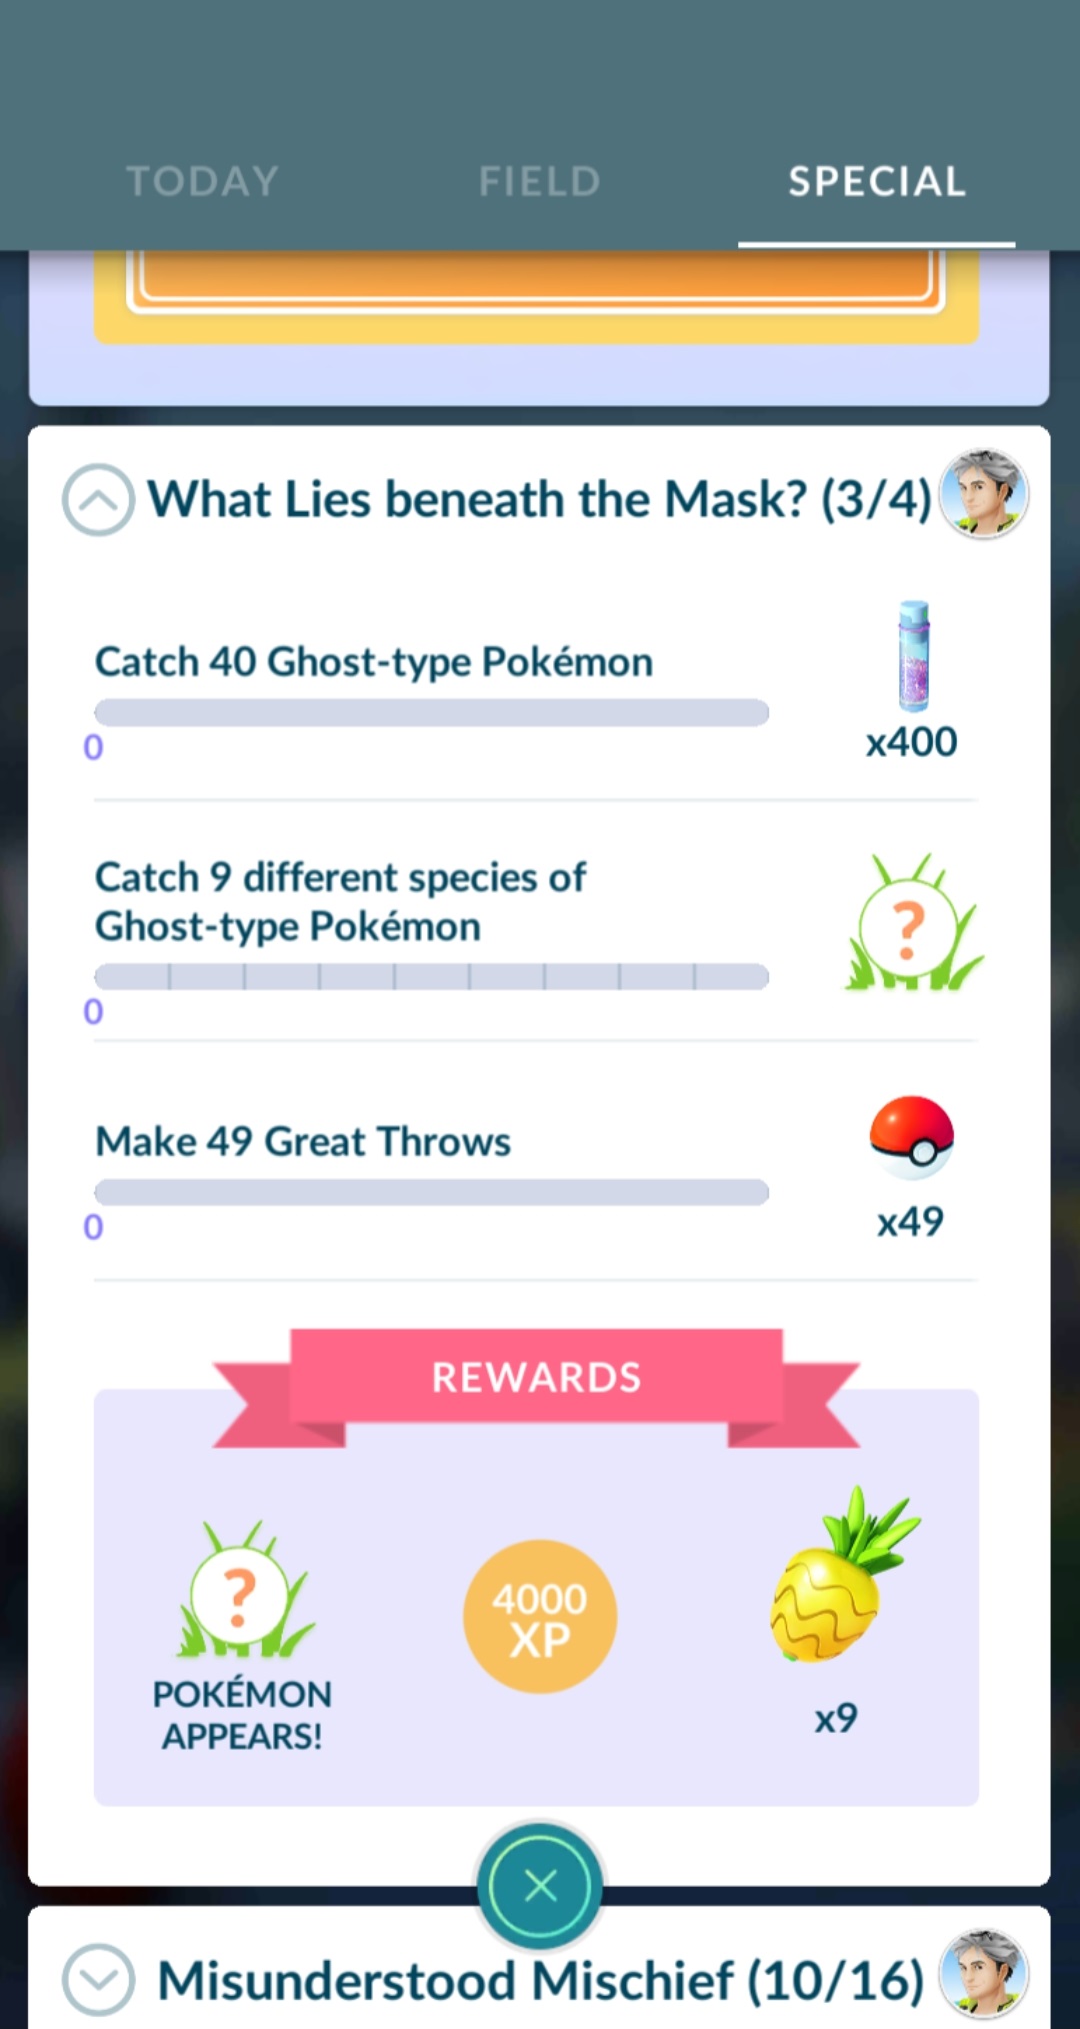 TODAY FIELD SPECIAL
What Lies beneath the Mask? (3/4)
Catch 40 Ghost-type Pokémon
0
x400
Catch 9 different species of
Ghost-type Pokémon
0
?
Make 49 Great Throws
0
x49
REWARDS
?
POKÉMON
APPEARS!
4000
XP
x9
Misunderstood Mischief (10/16)